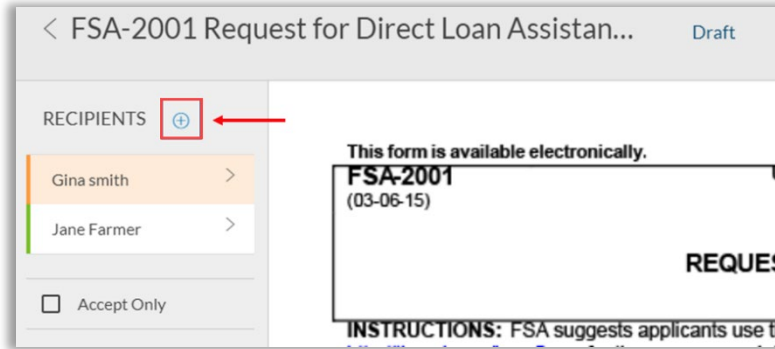 < FSA-2001 Request for Direct Loan Assistan... Draft
RECIPIENTS
Gina smith >
Jane Farmer >
Accept Only
This form is available electronically.
FSA-2001
(03-06-15)
REQUES
INSTRUCTIONS: FSA suggests applicants use t